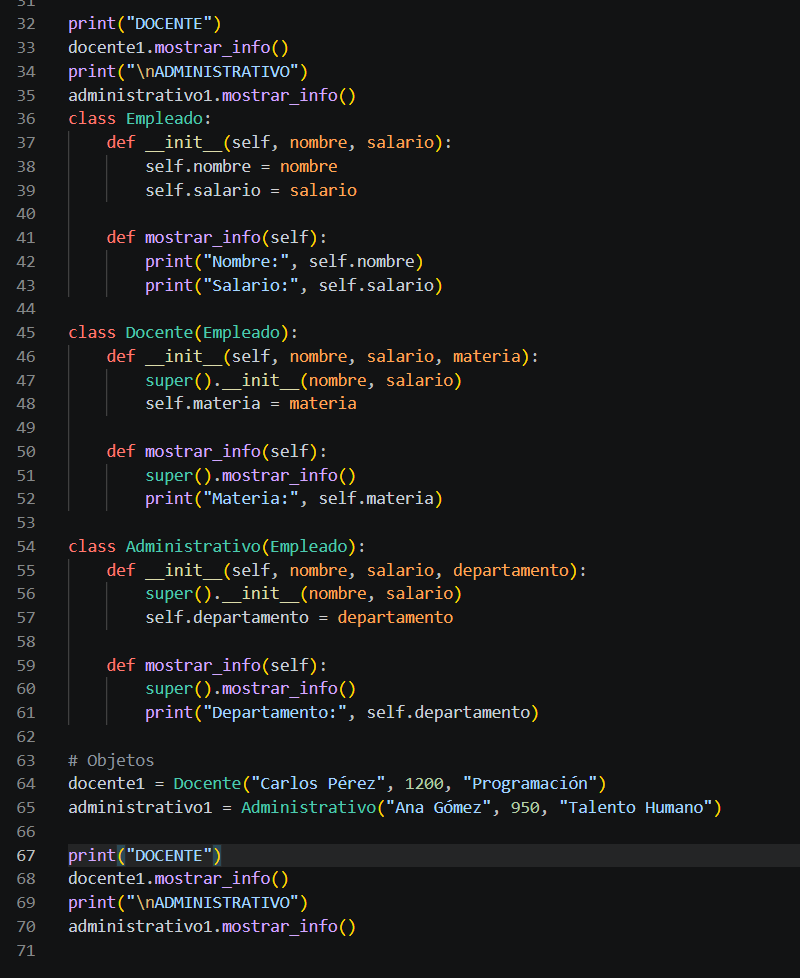 31
32 print("DOCENTE")
33 docente1.mostrar_info()
34 print("\nADMINISTRATIVO")
35 administrativo1.mostrar_info()
36 class Empleado:
37     def __init__(self, nombre, salario):
38         self.nombre = nombre
39         self.salario = salario
40
41     def mostrar_info(self):
42         print("Nombre:", self.nombre)
43         print("Salario:", self.salario)
44
45 class Docente(Empleado):
46     def __init__(self, nombre, salario, materia):
47         super().__init__(nombre, salario)
48         self.materia = materia
49
50     def mostrar_info(self):
51         super().mostrar_info()
52         print("Materia:", self.materia)
53
54 class Administrativo(Empleado):
55     def __init__(self, nombre, salario, departamento):
56         super().__init__(nombre, salario)
57         self.departamento = departamento
58
59     def mostrar_info(self):
60         super().mostrar_info()
61         print("Departamento:", self.departamento)
62
63 # Objetos
64 docente1 = Docente("Carlos Pérez", 1200, "Programación")
65 administrativo1 = Administrativo("Ana Gómez", 950, "Talento Humano")
66
67 print("DOCENTE")
68 docente1.mostrar_info()
69 print("\nADMINISTRATIVO")
70 administrativo1.mostrar_info()
71